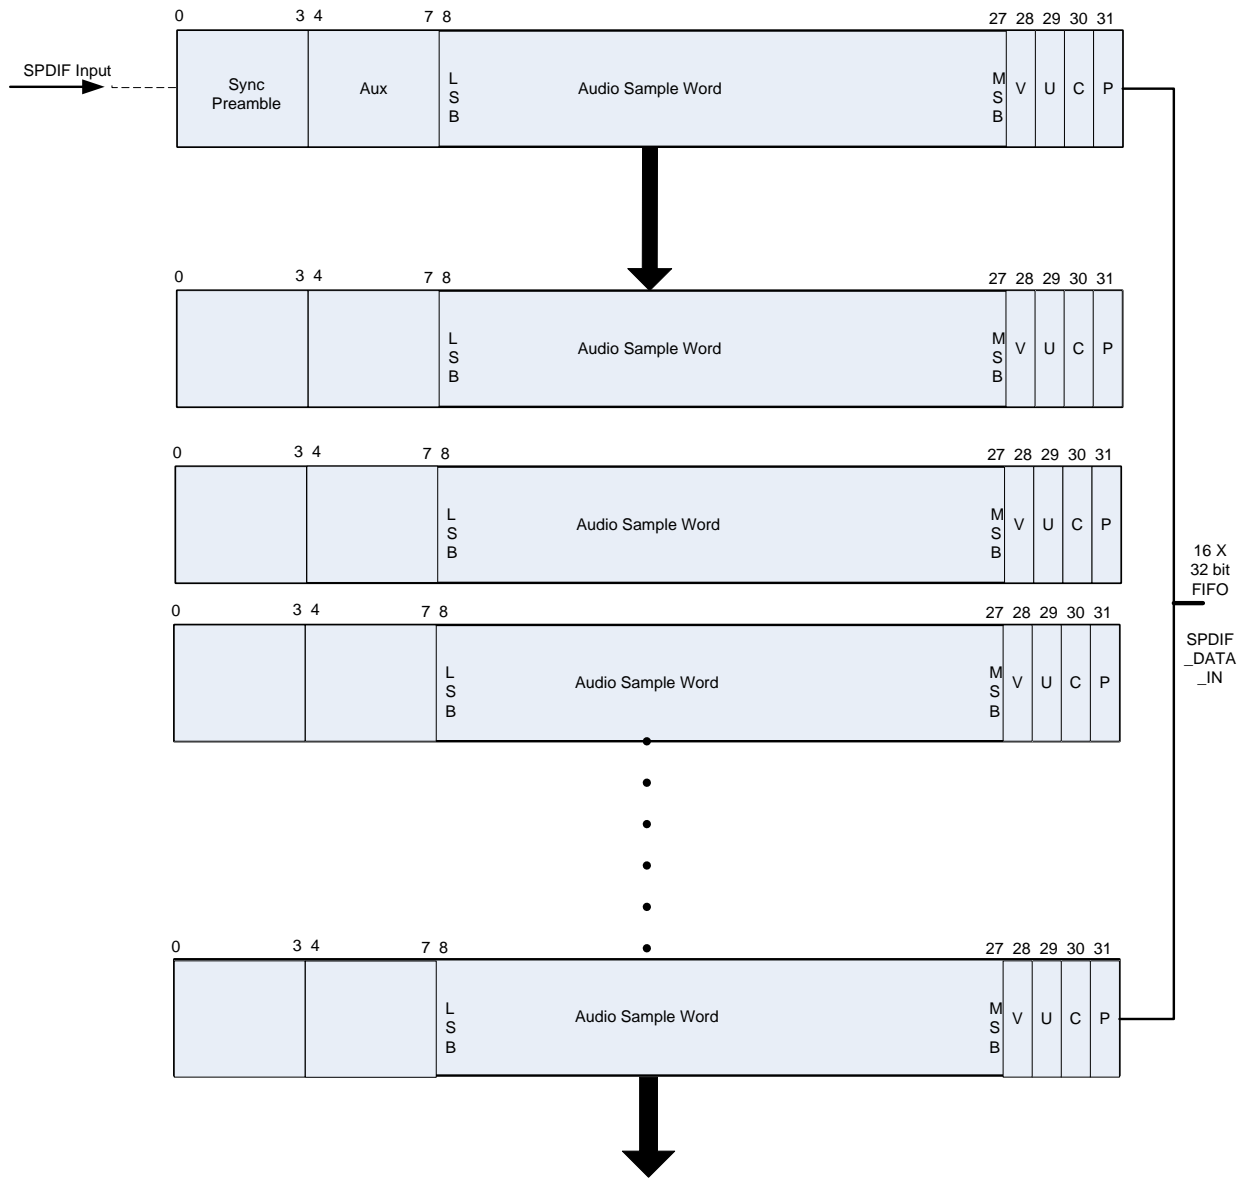 0 3 4 7 8 27 28 29 30 31
SPDIF Input
Sync
Preamble
Aux
L
S
B
Audio Sample Word
M
S
B
V U C P
0 3 4 7 8 27 28 29 30 31
L
S
B
Audio Sample Word
M
S
B
V U C P
0 3 4 7 8 27 28 29 30 31
L
S
B
Audio Sample Word
M
S
B
V U C P
16 X
32 bit
FIFO
0 3 4 7 8 27 28 29 30 31
L
S
B
Audio Sample Word
M
S
B
V U C P
SPDIF
_DATA
_IN
0 3 4 7 8 27 28 29 30 31
L
S
B
Audio Sample Word
M
S
B
V U C P